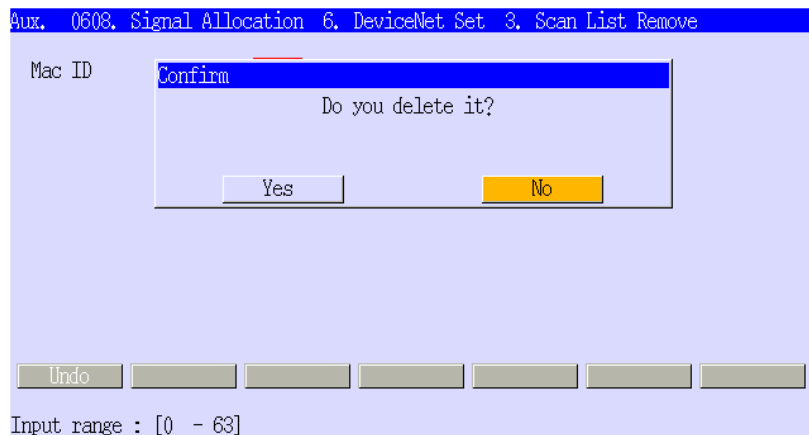 Aux. 0608. Signal Allocation 6. DeviceNet Set 3. Scan List Remove
Mac ID
Confirm
Do you delete it?
Yes No
Undo
Input range : [0 - 63]